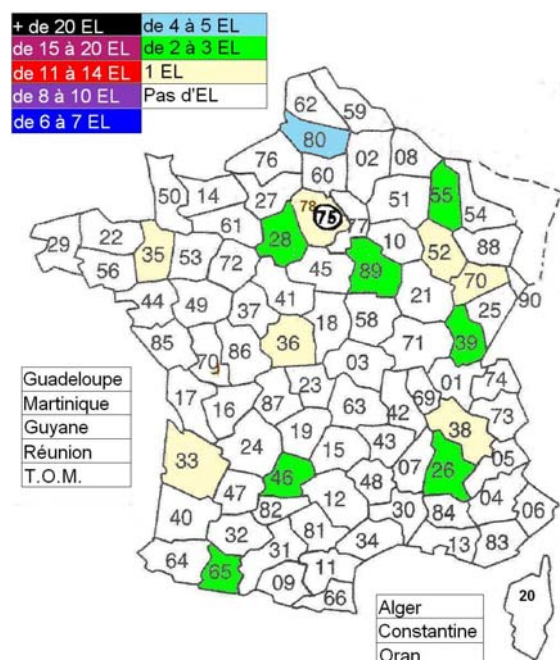 + de 20 EL de 4 à 5 EL
de 15 à 20 EL de 2 à 3 EL
de 11 à 14 EL 1 EL
de 8 à 10 EL Pas d'EL
de 6 à 7 EL
62 59
80
76 02 08
60
50 14 27 78 75 77 51 55 54
61 28 10 52 88
29 22 35 53 72 45 89 70 90
56
44 49 37 41 18 58 21 25
85 70 86 36 71 39
03
Guadeloupe
Martinique
Guyane
Réunion
T.O.M.
17 16 87 23 63 42 69 01 74
24 19 38 73
33 46 15 43 07 26 05
47 12 48 04
40 82 30 84 06
32 81 34 13 83
64 65 31 11
09 66
20
Alger
Constantine
Oran